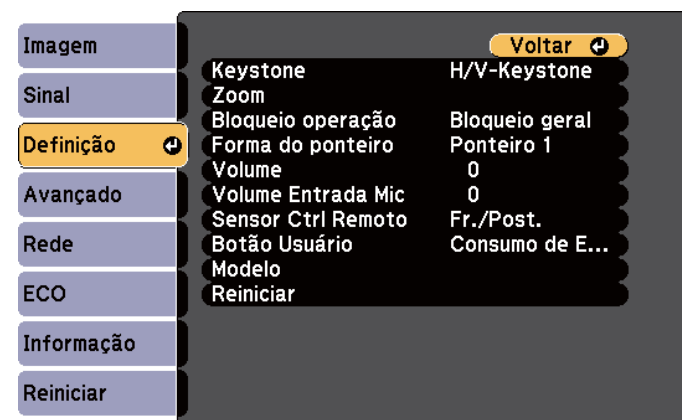 Imagem
Sinal
Definição
Avançado
Rede
ECO
Informação
Reiniciar
Voltar
Keystone H/V-Keystone
Zoom
Bloqueio operação Bloqueio geral
Forma do ponteiro Ponteiro 1
Volume 0
Volume Entrada Mic 0
Sensor Ctrl Remoto Fr./Post.
Botão Usuário Consumo de E...
Modelo
Reiniciar